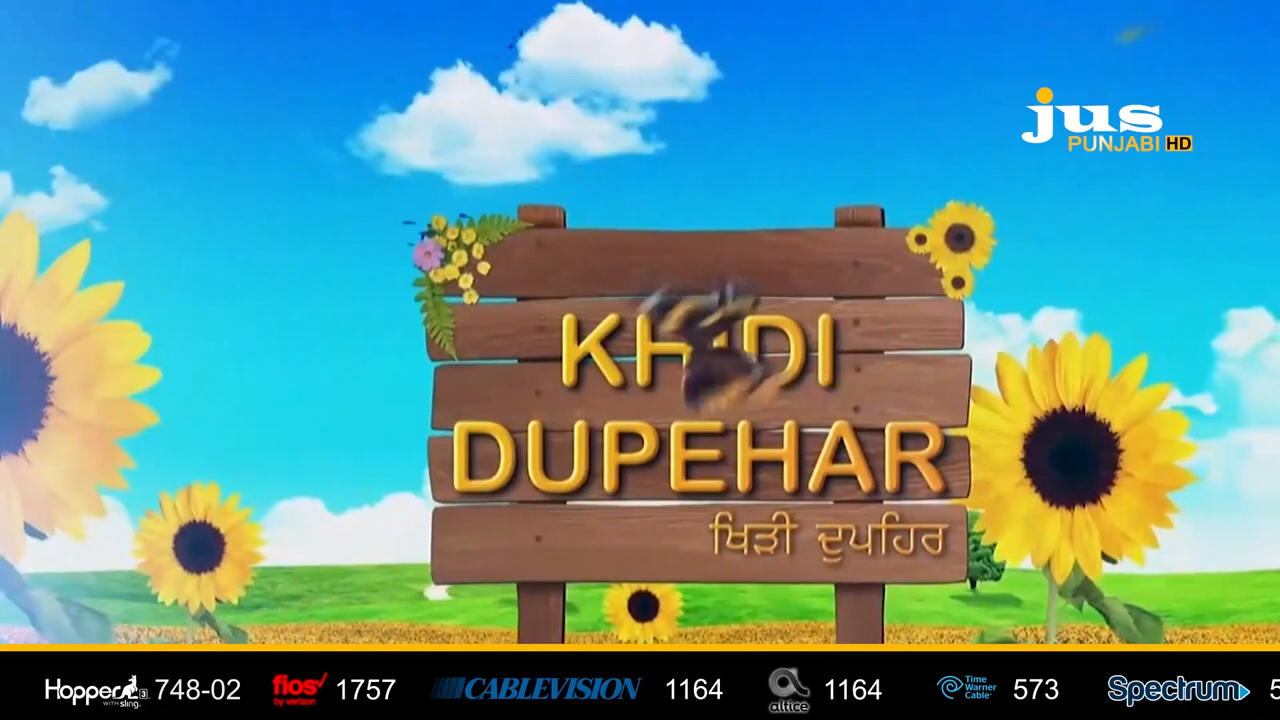 jus
PUNJABI HD
DUPEHAR
ਖਿੜੀ ਦੁਪਹਿਰ
Hopper 3 WITH sling. 748-02 fios by verizon 1757 CABLEVISION 1164 altice 1164 Time Warner Cable 573 Spectrum